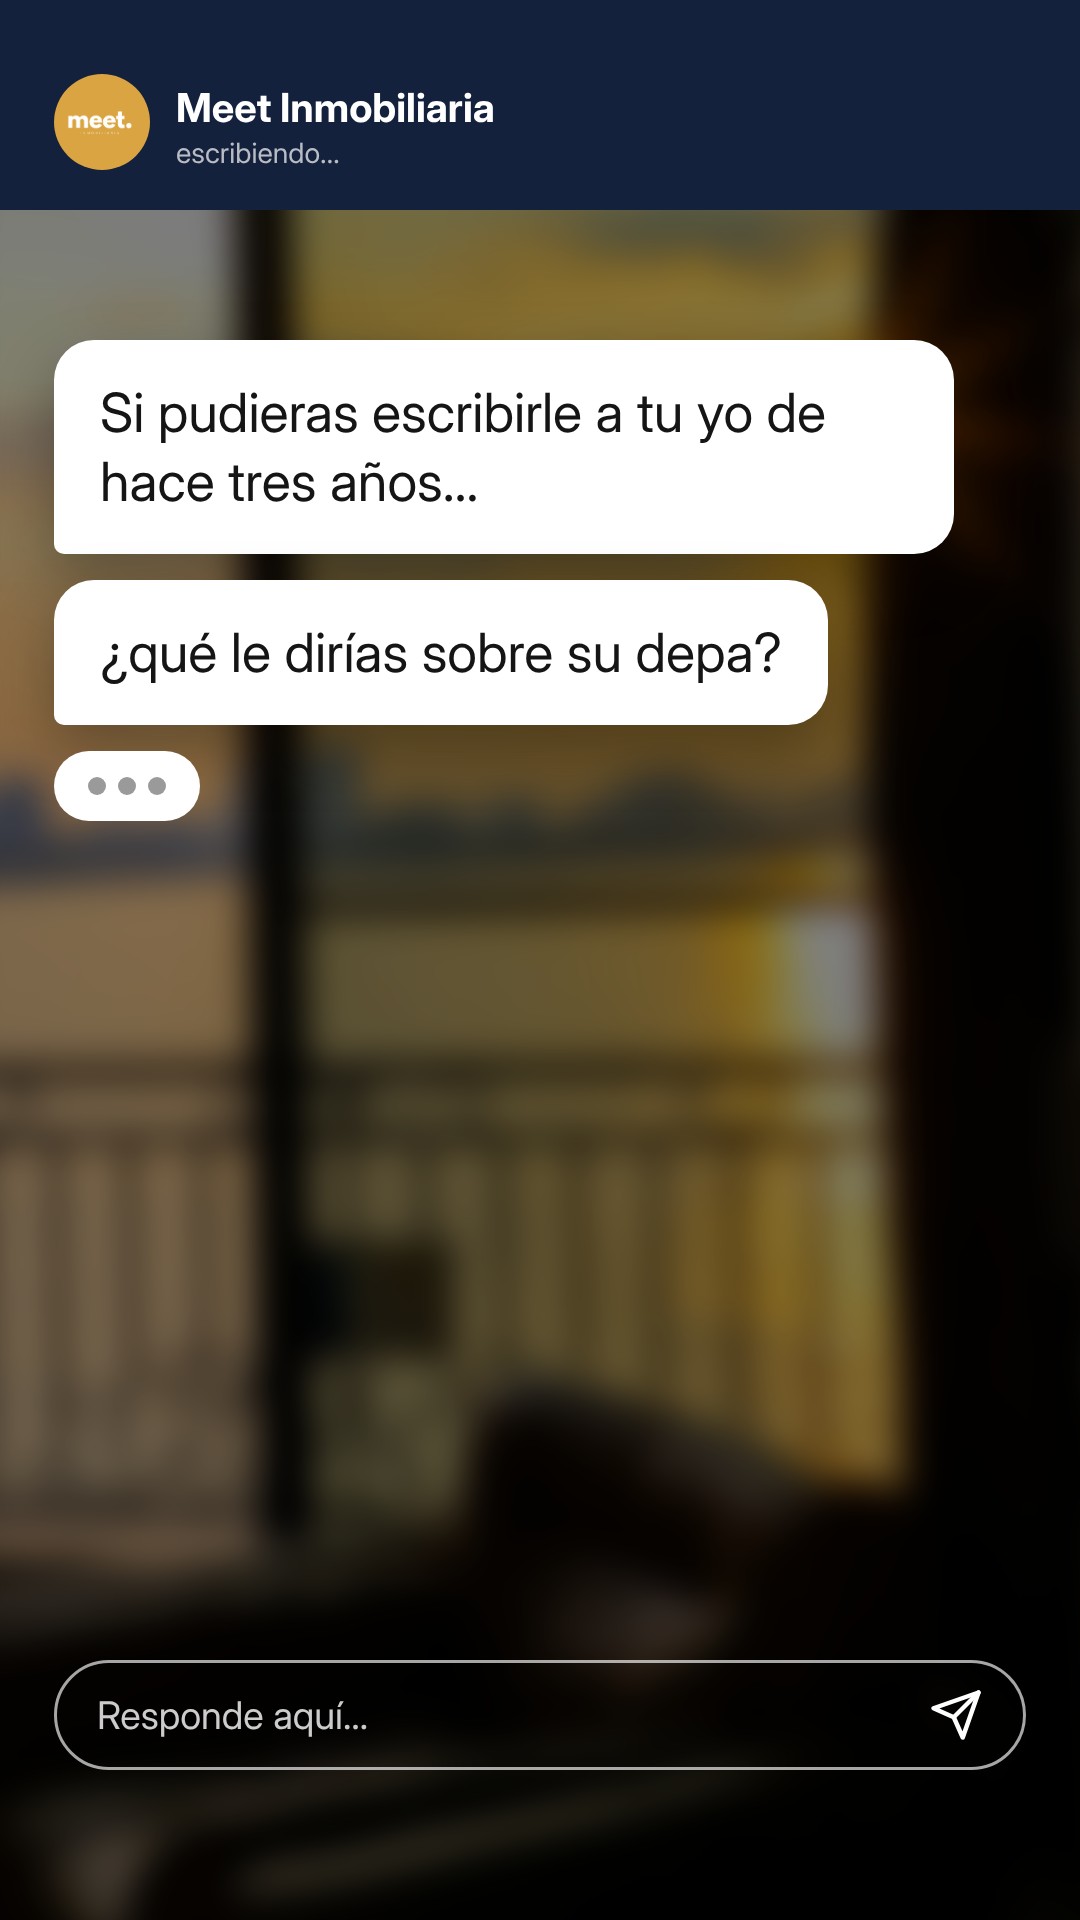 meet.
Meet Inmobiliaria
escribiendo...
Si pudieras escribirle a tu yo de
hace tres años...
¿qué le dirías sobre su depa?
Responde aquí...